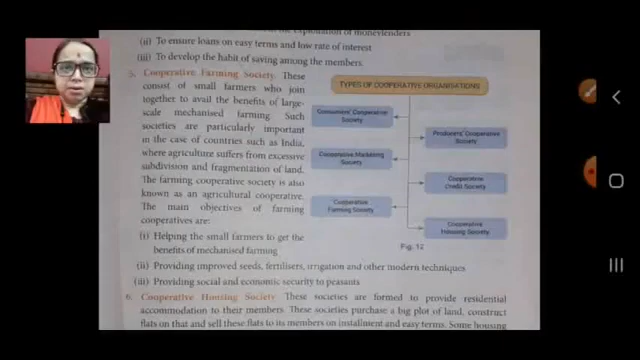 the exploitation of moneylenders
(ii) To ensure loans on easy terms and low rate of interest
(iii) To develop the habit of saving among the members.
5. Cooperative Farming Society These
consist of small farmers who join
together to avail the benefits of large-
scale mechanised farming. Such
societies are particularly important
in the case of countries such as India,
where agriculture suffers from excessive
subdivision and fragmentation of land.
The farming cooperative society is also
known as an agricultural cooperative.
The main objectives of farming
cooperatives are:
(i) Helping the small farmers to get the
benefits of mechanised farming
TYPES OF COOPERATIVE ORGANISATIONS
Consumers' Cooperative
Society
Producers' Cooperative
Society
Cooperative Marketing
Society
Cooperative
Credit Society
Cooperative
Farming Society
Cooperative
Housing Society
Fig. 12
(ii) Providing improved seeds, fertilisers, irrigation and other modern techniques
(iii) Providing social and economic security to peasants
6. Cooperative Housing Society These societies are formed to provide residential
accommodation to their members. These societies purchase a big plot of land, construct
flats on that and sell these flats to its members on installment and easy terms. Some housing